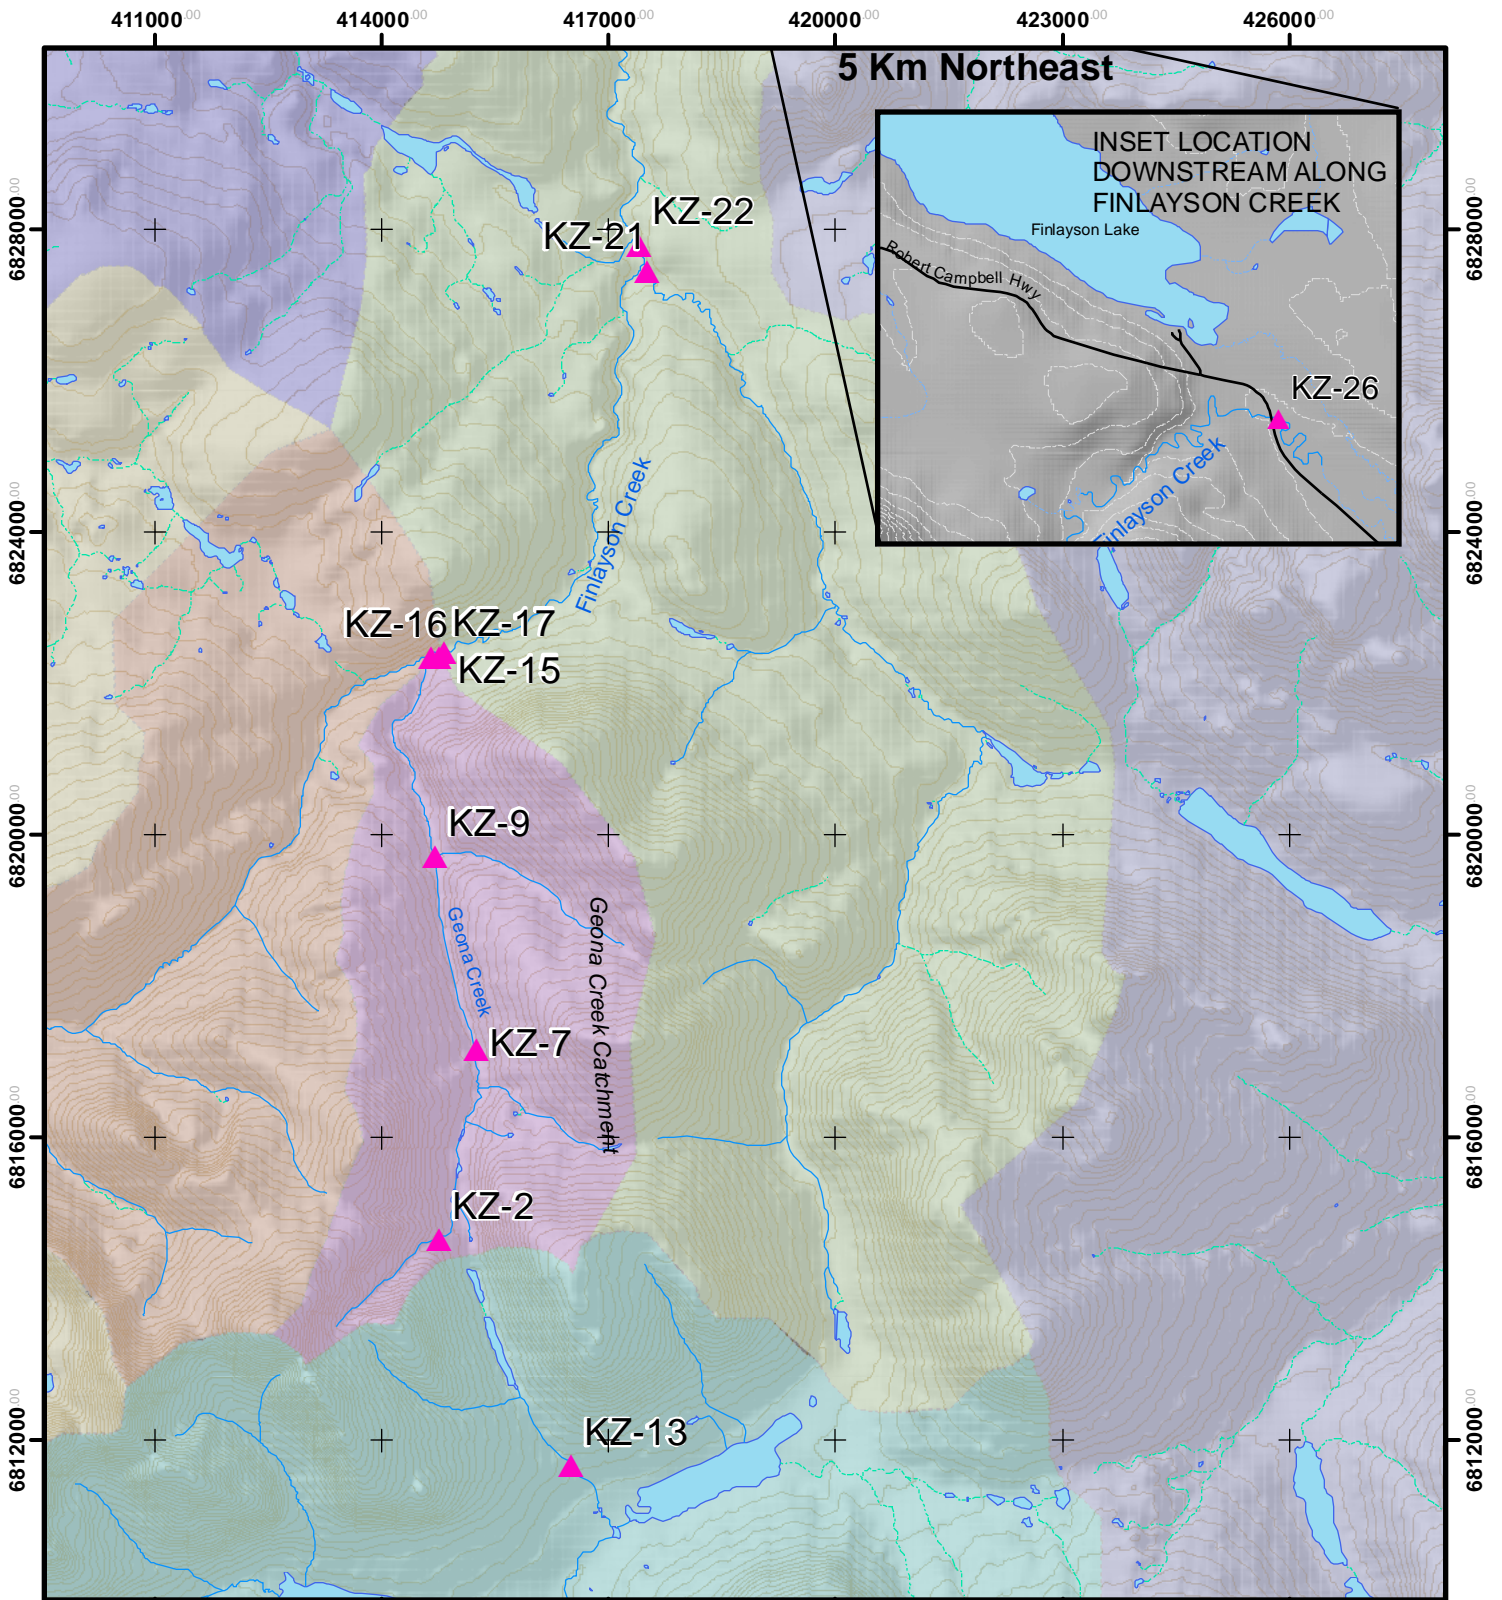 411000.00 414000.00 417000.00 420000.00 423000.00 426000.00
5 Km Northeast
INSET LOCATION
DOWNSTREAM ALONG
FINLAYSON CREEK
Finlayson Lake
Robert Campbell Hwy
KZ-26
Finlayson Creek
6828000.00
6828000.00
KZ-22
KZ-21
6824000.00
6824000.00
Finlayson Creek
KZ-16
KZ-17
KZ-15
6820000.00
6820000.00
KZ-9
Geona Creek
Geona Creek Catchment
KZ-7
6816000.00
6816000.00
KZ-2
6812000.00
6812000.00
KZ-13